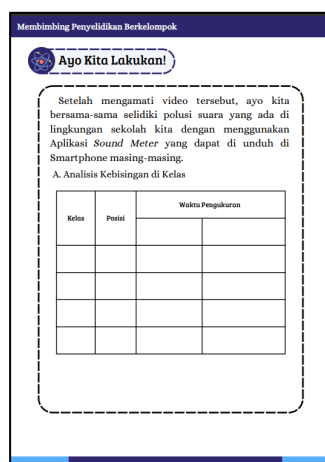 Membimbing Penyelidikan Berkelompok
Ayo Kita Lakukan!
Setelah mengamati video tersebut, ayo kita
bersama-sama selidiki polusi suara yang ada di
lingkungan sekolah kita dengan menggunakan
Aplikasi Sound Meter yang dapat di unduh di
Smartphone masing-masing.
A. Analisis Kebisingan di Kelas
Kelas Posisi Waktu Pengukuran